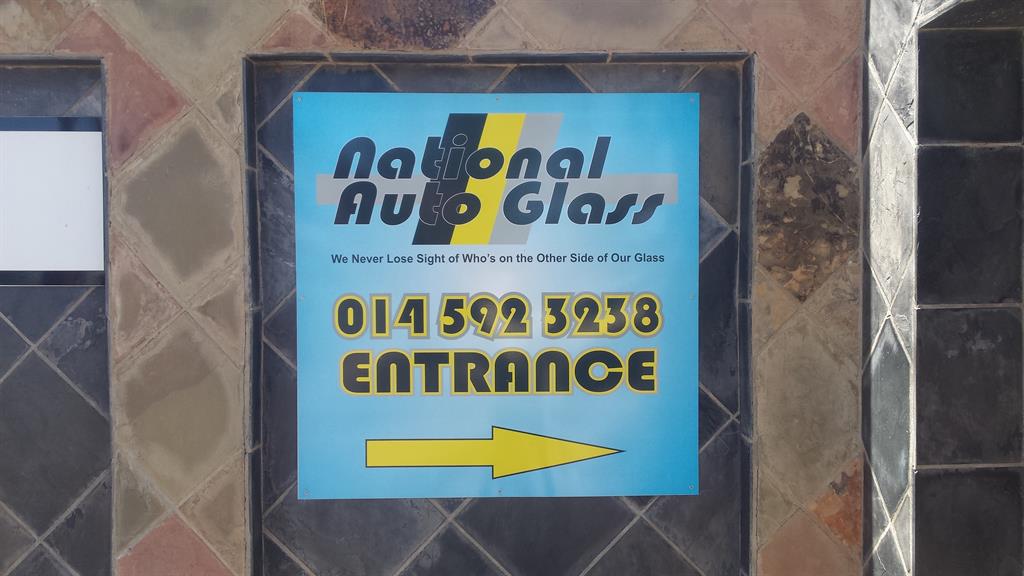 National
Auto Glass
We Never Lose Sight of Who's on the Other Side of Our Glass
014 592 3238
ENTRANCE